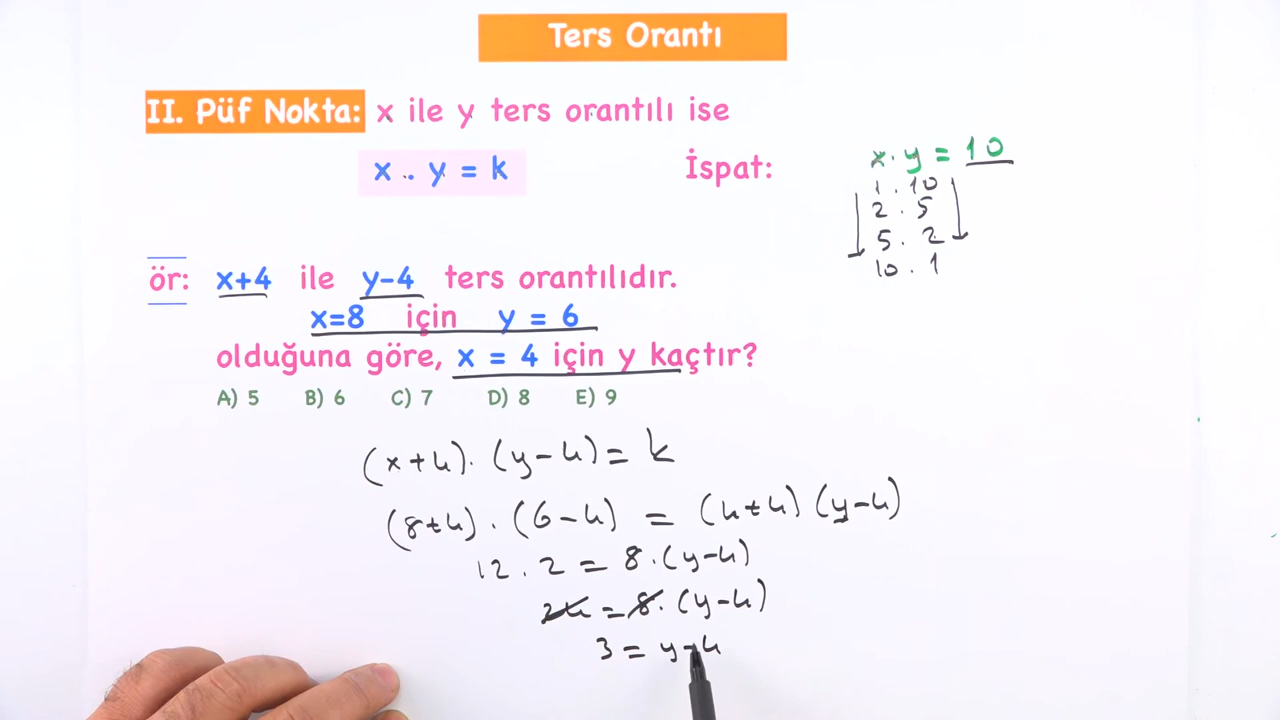 Ters Orantı
II. Püf Nokta: x ile y ters orantılı ise
x . y = k
İspat:
x . y = 10
1 . 10
2 . 5
5 . 2
10 . 1
ör: x+4 ile y-4 ters orantılıdır.
x=8 için y = 6
olduğuna göre, x = 4 için y kaçtır?
A) 5 B) 6 C) 7 D) 8 E) 9
(x+4) . (y-4) = k
(8+4) . (6-4) = (4+4) (y-4)
12 . 2 = 8 . (y-4)
24 = 8 . (y-4)
3 = y-4